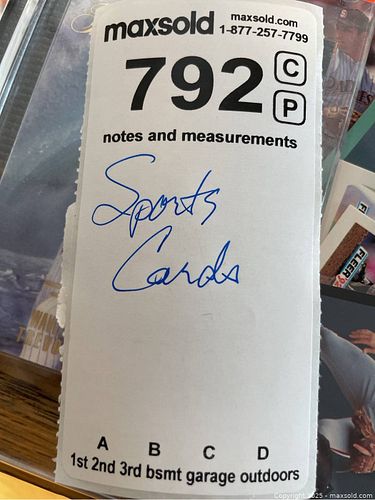 maxsold
maxsold.com
1-877-257-7799
792
C
P
notes and measurements
Sports
Cards
A B C D
1st 2nd 3rd bsmt garage outdoors
FLEER
Copyright 2025 - maxsold.com